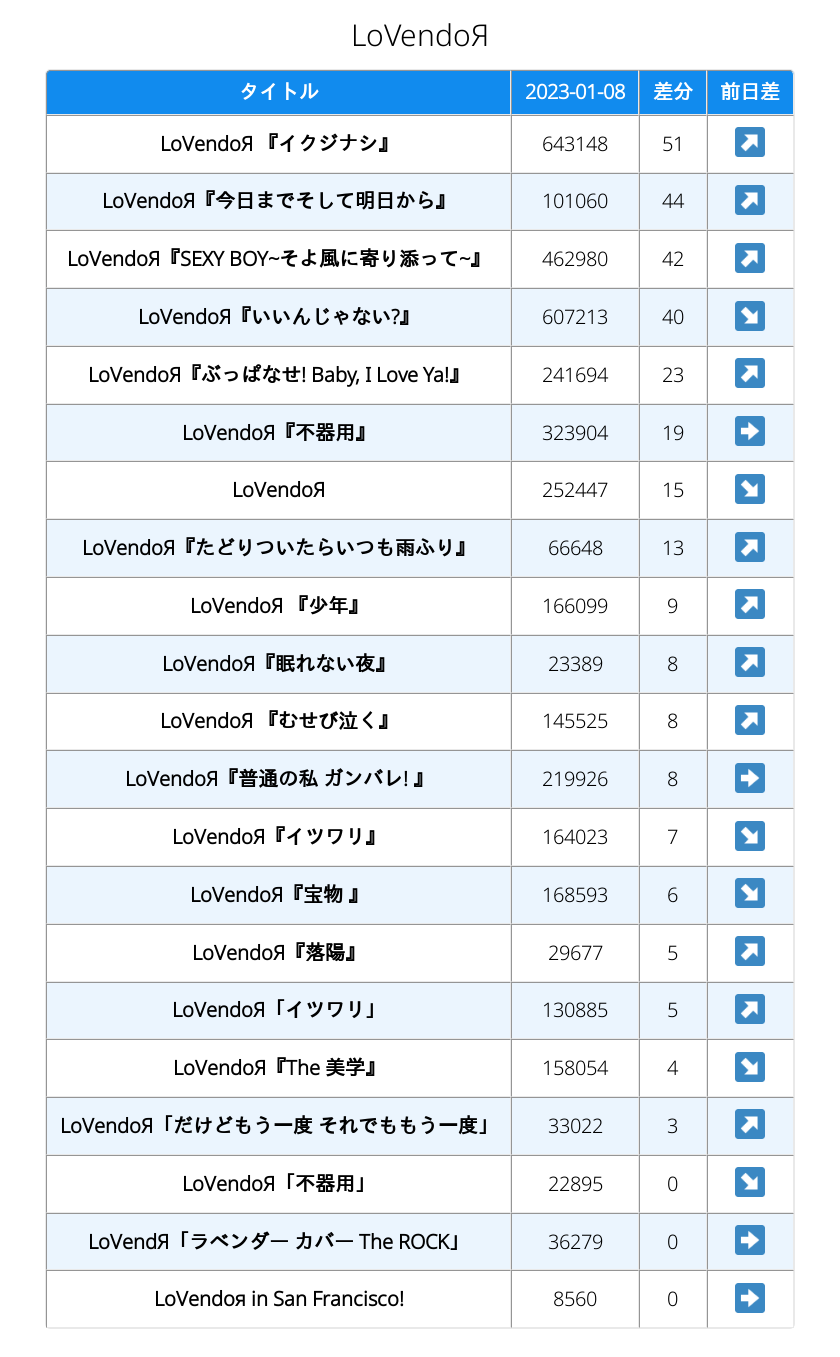 LoVendoЯ
タイトル 2023-01-08 差分 前日差
LoVendoЯ 『イクジナシ』 643148 51 ↗
LoVendoЯ『今日までそして明日から』 101060 44 ↗
LoVendoЯ『SEXY BOY~そよ風に寄り添って~』 462980 42 ↗
LoVendoЯ『いいんじゃない?』 607213 40 ↘
LoVendoЯ『ぶっぱなせ! Baby, I Love Ya!』 241694 23 ↗
LoVendoЯ『不器用』 323904 19 ➡
LoVendoЯ 252447 15 ↘
LoVendoЯ『たどりついたらいつも雨ふり』 66648 13 ↗
LoVendoЯ 『少年』 166099 9 ↗
LoVendoЯ『眠れない夜』 23389 8 ↗
LoVendoЯ 『むせび泣く』 145525 8 ↗
LoVendoЯ『普通の私 ガンバレ! 』 219926 8 ➡
LoVendoЯ『イツワリ』 164023 7 ↘
LoVendoЯ『宝物 』 168593 6 ↘
LoVendoЯ『落陽』 29677 5 ↗
LoVendoЯ「イツワリ」 130885 5 ↗
LoVendoЯ『The 美学』 158054 4 ↘
LoVendoЯ「だけどもう一度 それでももう一度」 33022 3 ↗
LoVendoЯ「不器用」 22895 0 ↘
LoVendЯ「ラベンダー カバー The ROCK」 36279 0 ➡
LoVendoя in San Francisco! 8560 0 ➡